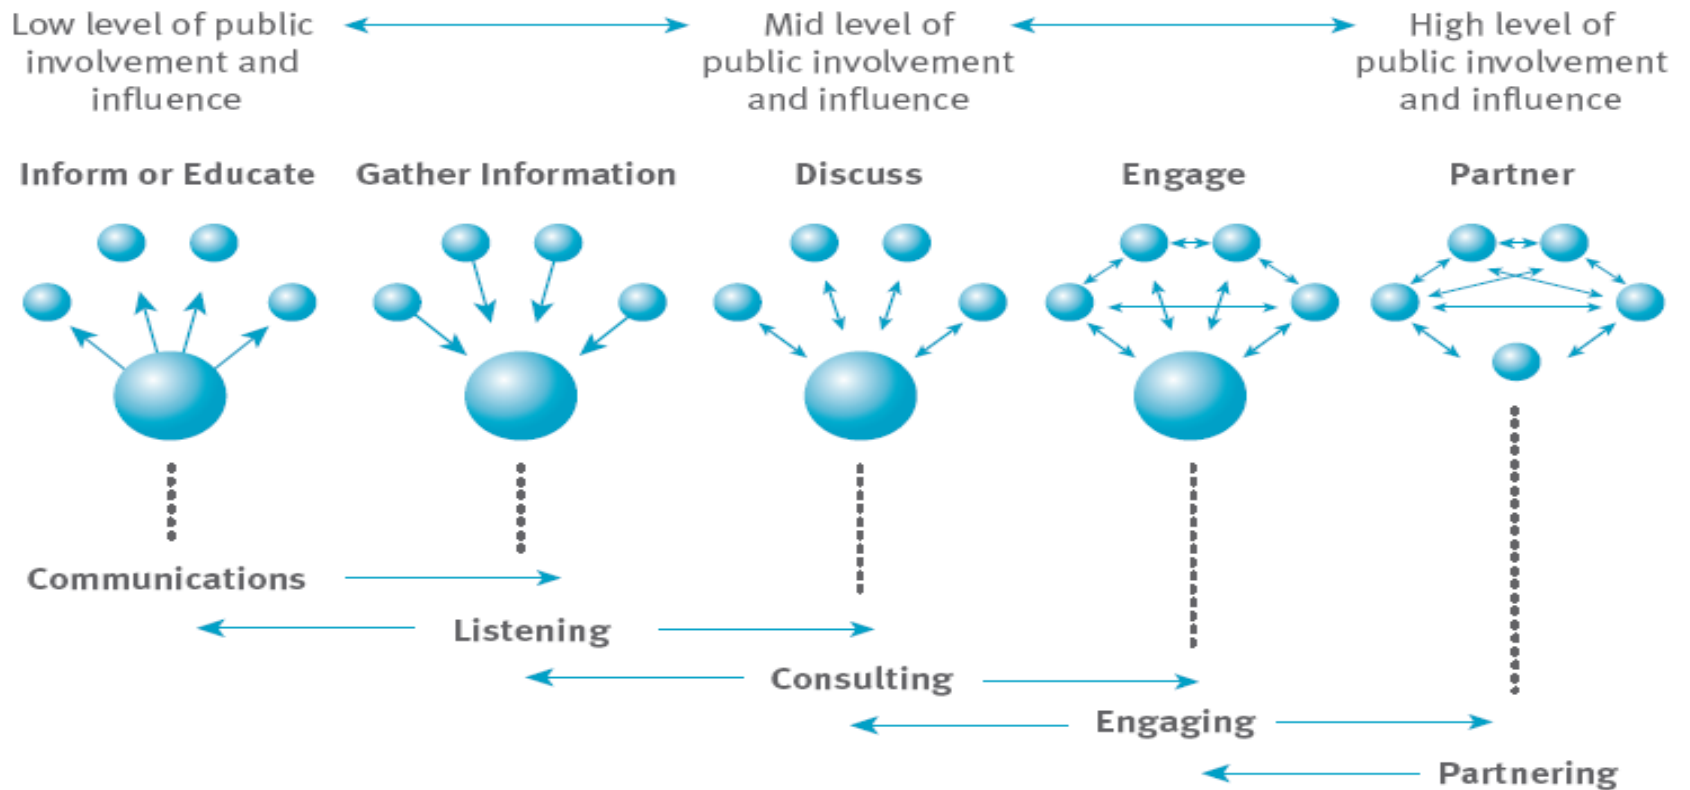 Low level of public
involvement and
influence
Mid level of
public involvement
and influence
High level of
public involvement
and influence
Inform or Educate
Gather Information
Discuss
Engage
Partner
Communications
Listening
Consulting
Engaging
Partnering